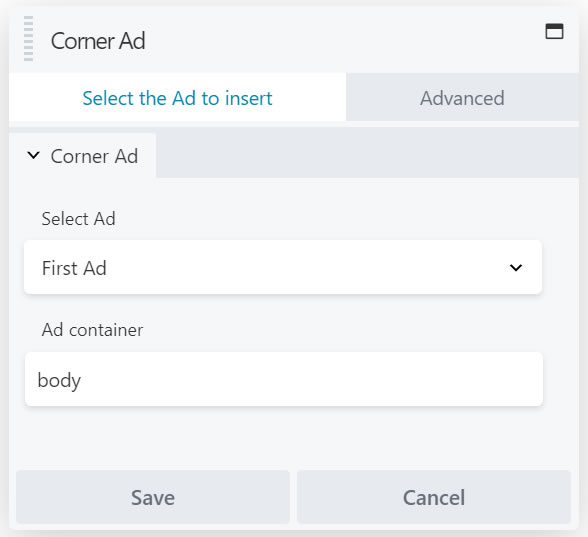 Corner Ad
Select the Ad to insert
Advanced
Corner Ad
Select Ad
First Ad
Ad container
body
Save
Cancel